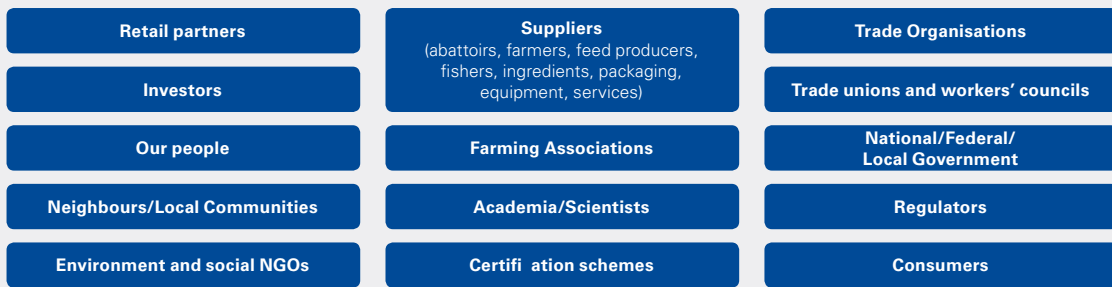 Retail partners
Investors
Our people
Neighbours/Local Communities
Environment and social NGOs
Suppliers
(abattoirs, farmers, feed producers,
fishers, ingredients, packaging,
equipment, services)
Farming Associations
Academia/Scientists
Certifi ation schemes
Trade Organisations
Trade unions and workers’ councils
National/Federal/
Local Government
Regulators
Consumers